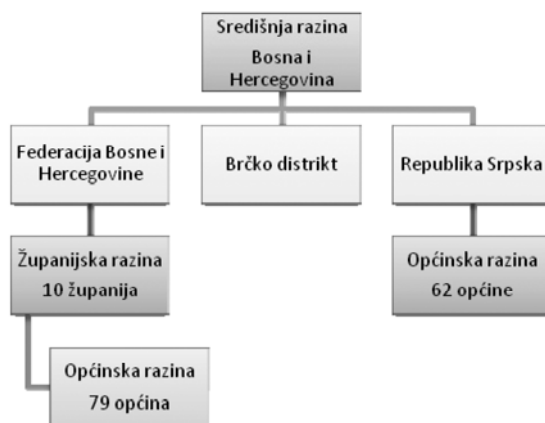 Središnja razina
Bosna i
Hercegovina
Federacija Bosne i
Hercegovine
Brčko distrikt
Republika Srpska
Županijska razina
10 županija
Općinska razina
62 općine
Općinska razina
79 općina